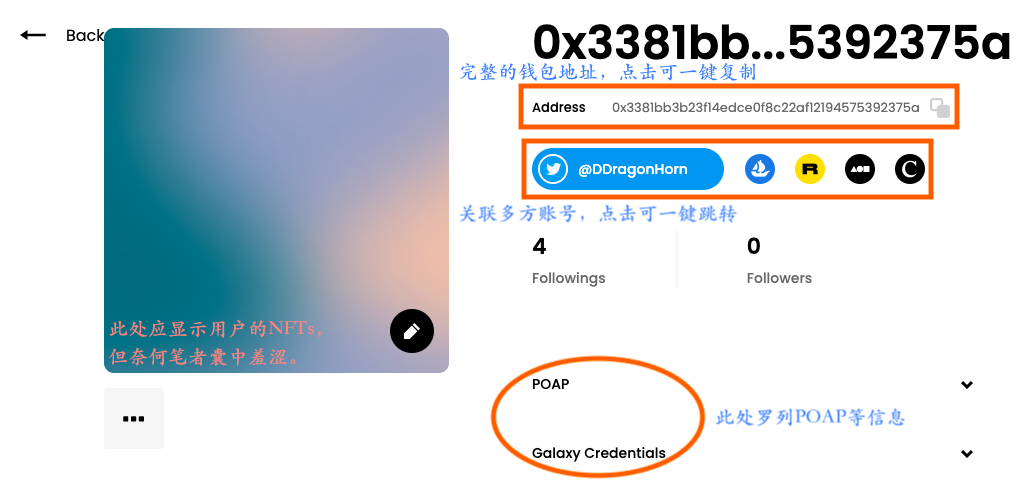 Back
0x3381bb...5392375a
完整的钱包地址，点击可一键复制
Address 0x3381bb3b23f14edce0f8c22af12194575392375a
@DDragonHorn
关联多方账号，点击可一键跳转
4 0
Followings Followers
此处应显示用户的NFTs，
但奈何笔者囊中羞涩。
POAP
此处罗列POAP等信息
Galaxy Credentials